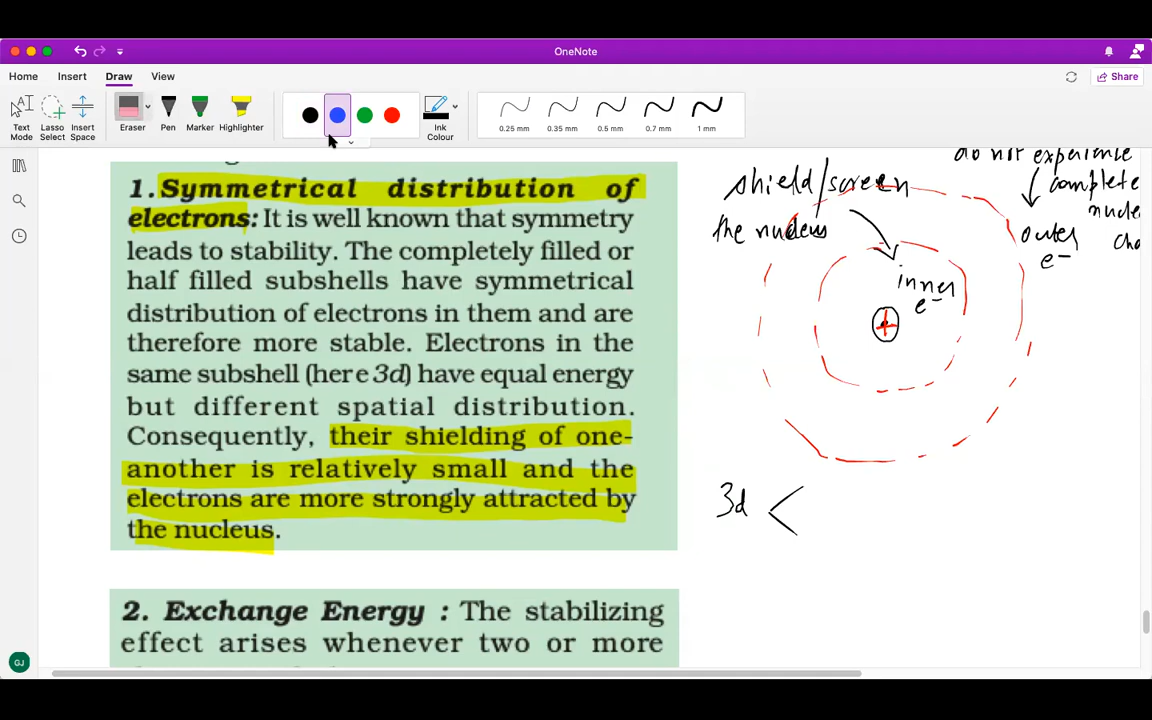 OneNote
Home Insert Draw View
Share
Text Mode
Lasso Select
Insert Space
Eraser
Pen
Marker
Highlighter
Ink Colour
0.25 mm 0.35 mm 0.5 mm 0.7 mm 1 mm
1. Symmetrical distribution of
electrons: It is well known that symmetry
leads to stability. The completely filled or
half filled subshells have symmetrical
distribution of electrons in them and are
therefore more stable. Electrons in the
same subshell (here 3d) have equal energy
but different spatial distribution.
Consequently, their shielding of one-
another is relatively small and the
electrons are more strongly attracted by
the nucleus.
2. Exchange Energy : The stabilizing
effect arises whenever two or more
do not experience
complete
shield/screen
the nucleus
outer
e-
inner
e-
+
3d <
GJ